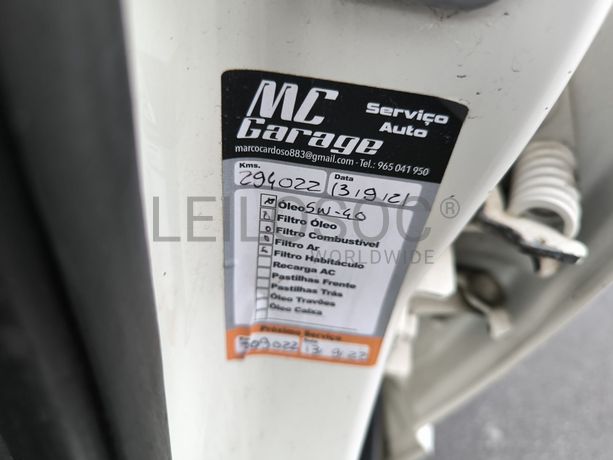 MC Garage
Serviço Auto
marcocardoso883@gmail.com - Tel.: 965 041 950
Kms. Data
294022 13/9/21
Óleo 5W-40
Filtro Óleo
Filtro Combustível
Filtro Ar
Filtro Habitáculo
Recarga AC
Pastilhas Frente
Pastilhas Trás
Óleo Travões
Óleo Caixa
Próximo Serviço
309022 13/9/22
LEILOSOC®
WORLDWIDE